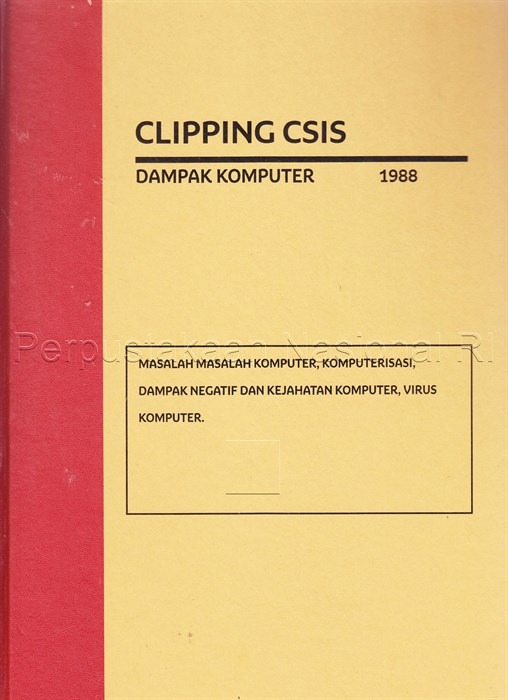 CLIPPING CSIS
DAMPAK KOMPUTER 1988
Perpustakaan Nasional RI
MASALAH MASALAH KOMPUTER, KOMPUTERISASI,
DAMPAK NEGATIF DAN KEJAHATAN KOMPUTER, VIRUS
KOMPUTER.